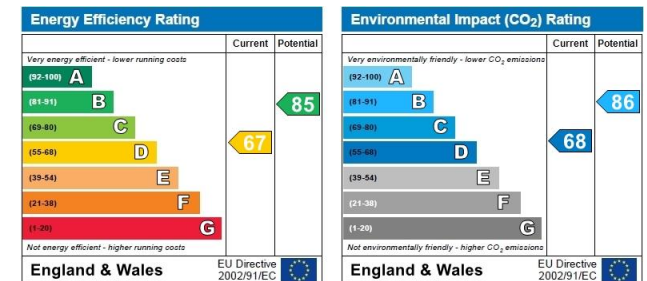 Energy Efficiency Rating
Current Potential
Very energy efficient - lower running costs
(92-100) A
(81-91) B
(69-80) C
(55-68) D
(39-54) E
(21-38) F
(1-20) G
67
85
Not energy efficient - higher running costs
England & Wales
EU Directive
2002/91/EC
Environmental Impact (CO₂) Rating
Current Potential
Very environmentally friendly - lower CO₂ emissions
(92-100) A
(81-91) B
(69-80) C
(55-68) D
(39-54) E
(21-38) F
(1-20) G
68
86
Not environmentally friendly - higher CO₂ emissions
England & Wales
EU Directive
2002/91/EC